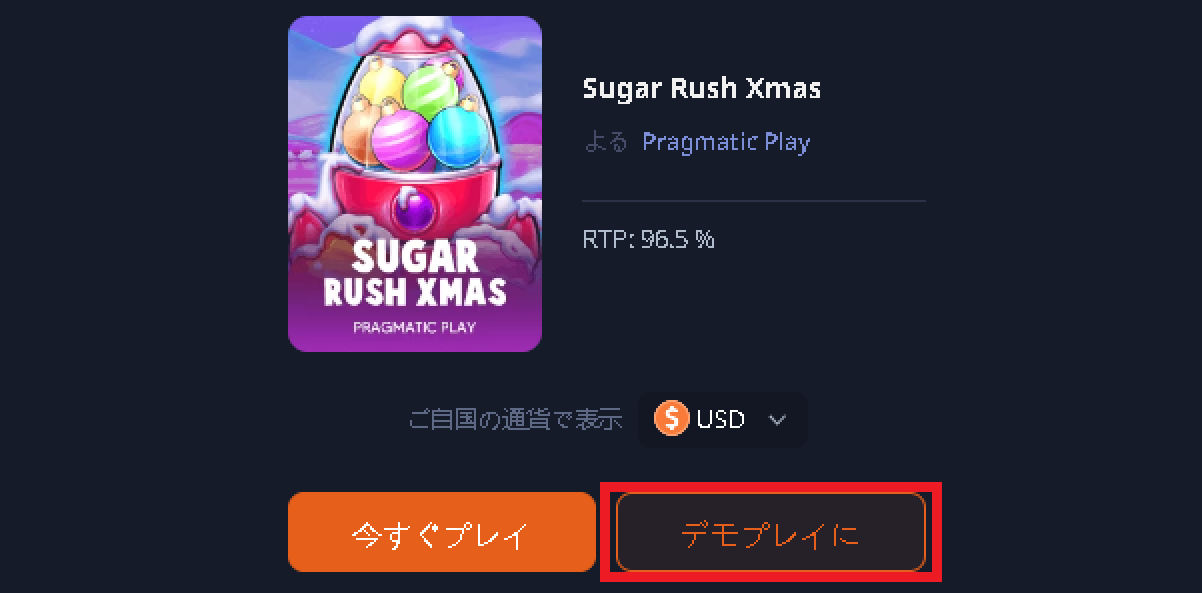 SUGAR
RUSH XMAS
PRAGMATIC PLAY
Sugar Rush Xmas
よる Pragmatic Play
RTP: 96.5 %
ご自国の通貨で表示 $ USD
今すぐプレイ
デモプレイに